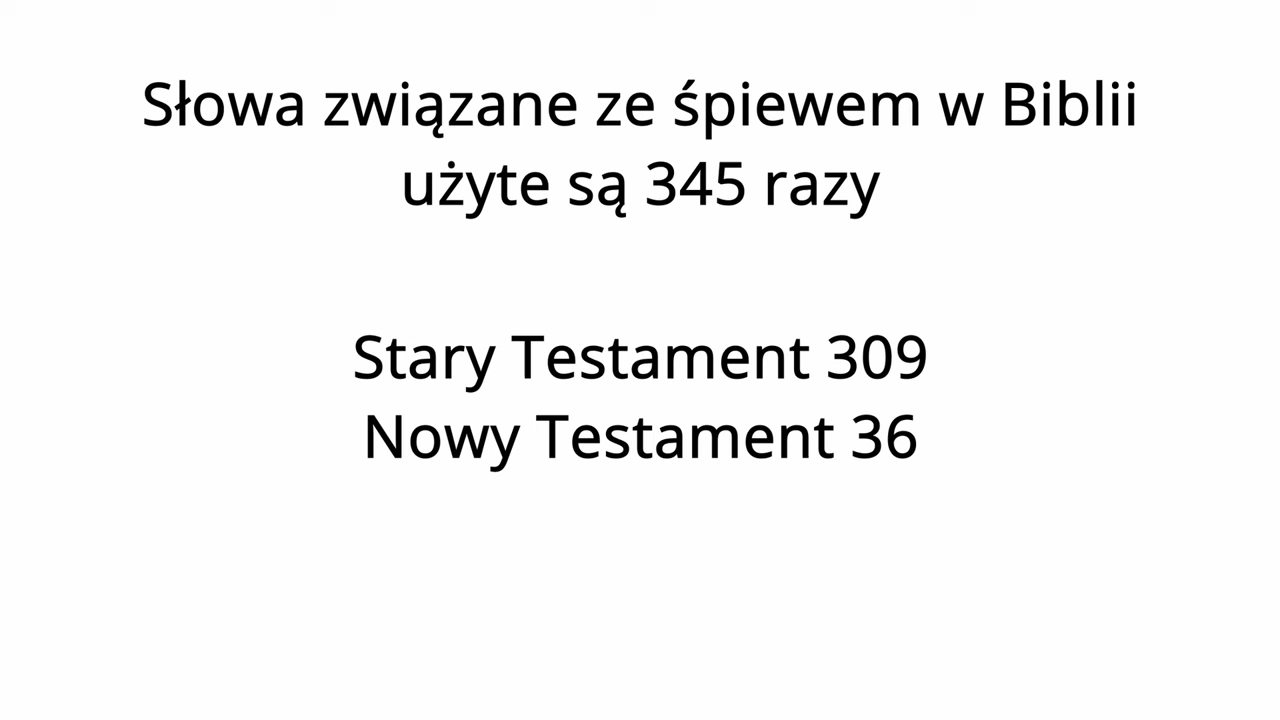 Słowa związane ze śpiewem w Biblii
użyte są 345 razy
Stary Testament 309
Nowy Testament 36